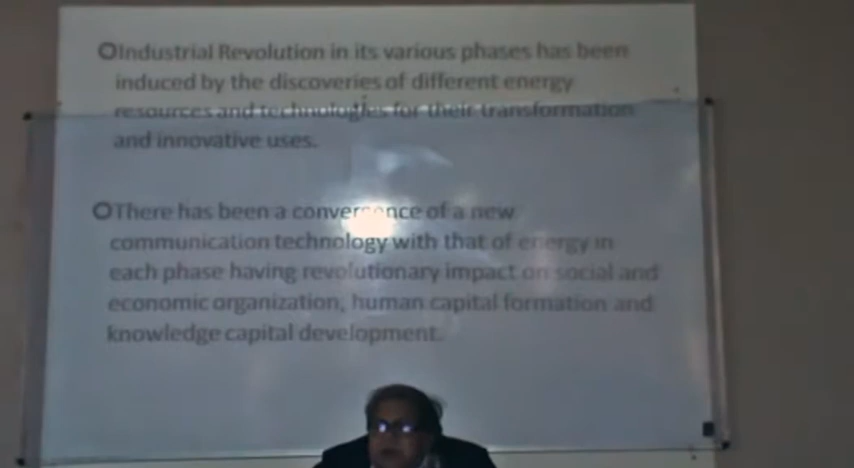 Industrial Revolution in its various phases has been
induced by the discoveries of different energy
resources and technologies for their transformation
and innovative uses.
There has been a convergence of a new
communication technology with that of energy in
each phase having revolutionary impact on social and
economic organization, human capital formation and
knowledge capital development.